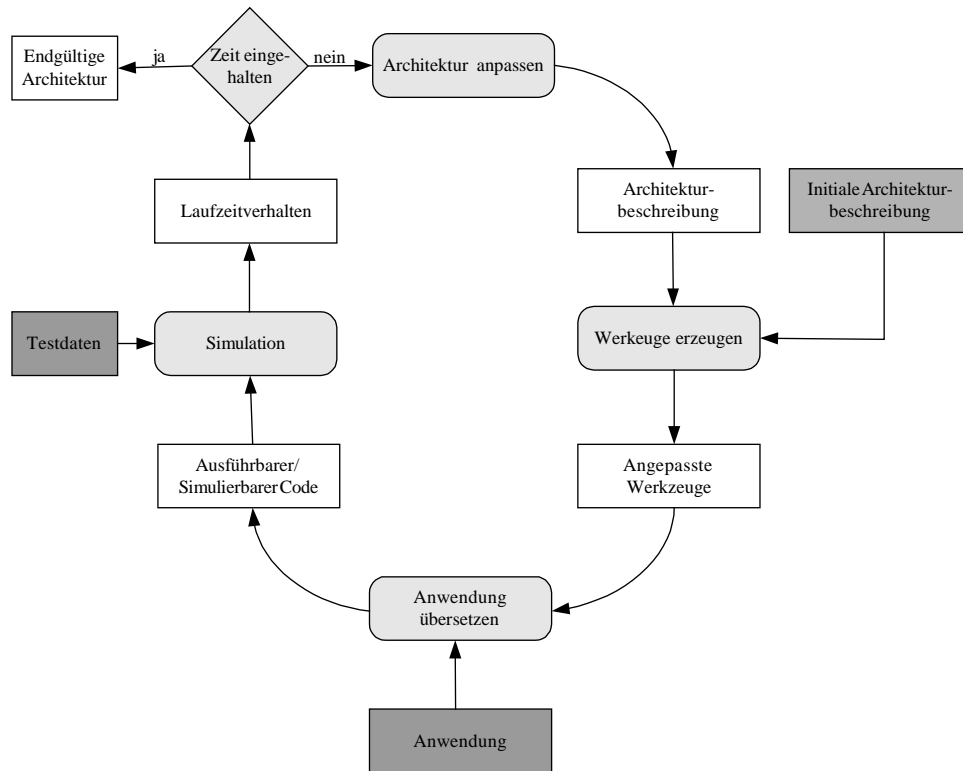 Endgültige
Architektur
ja
Zeit einge-
halten
nein
Architektur anpassen
Laufzeitverhalten
Architektur-
beschreibung
Initiale Architektur-
beschreibung
Testdaten
Simulation
Werkeuge erzeugen
Ausführbarer/
Simulierbarer Code
Angepasste
Werkzeuge
Anwendung
übersetzen
Anwendung